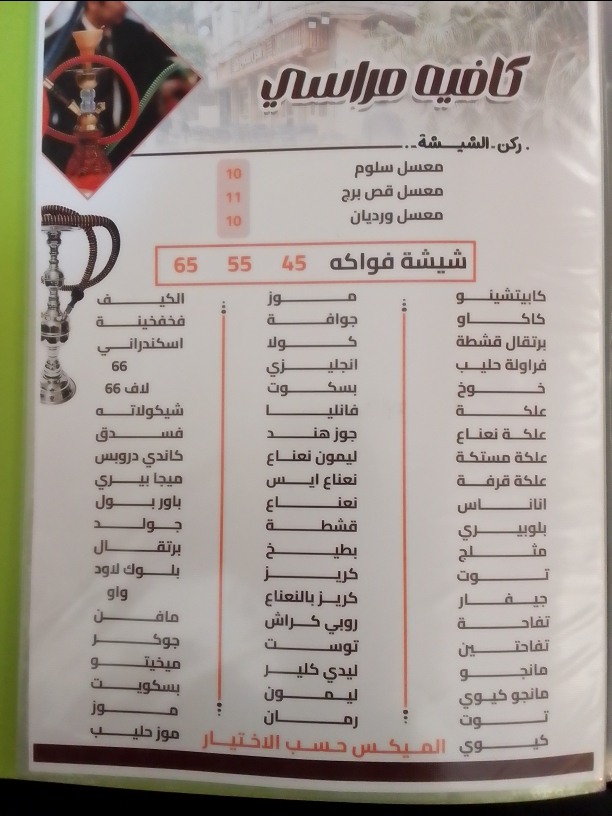 كافيه مراسي
ركن الشيشة
معسل سلوم 10
معسل قص برج 11
معسل ورديان 10
شيشة فواكه 45 55 65
كابيتشينو
كاكاو
برتقال قشطة
فراولة حليب
خوخ
علكة
علكة نعناع
علكة مستكة
علكة قرفة
اناناس
بلوبيري
مثلج
توت
جيفار
تفاحة
تفاحتين
مانجو
مانجو كيوي
توت
كيوي
موز
جوافة
كولا
انجليزي
بسكوت
فانليا
جوز هند
ليمون نعناع
نعناع ايس
نعناع
قشطة
بطيخ
كريز
كريز بالنعناع
روبي كراش
توست
ليدي كلير
ليمون
رمان
الكيف
فخفخينة
اسكندراني
66
لاف 66
شيكولاته
فسدق
كاندي دروبس
ميجا بيري
باور بول
جولد
برتقال
بلوك لاود
واو
مافن
جوكر
ميخيتو
بسكويت
موز
موز حليب
الميكس حسب الاختيار